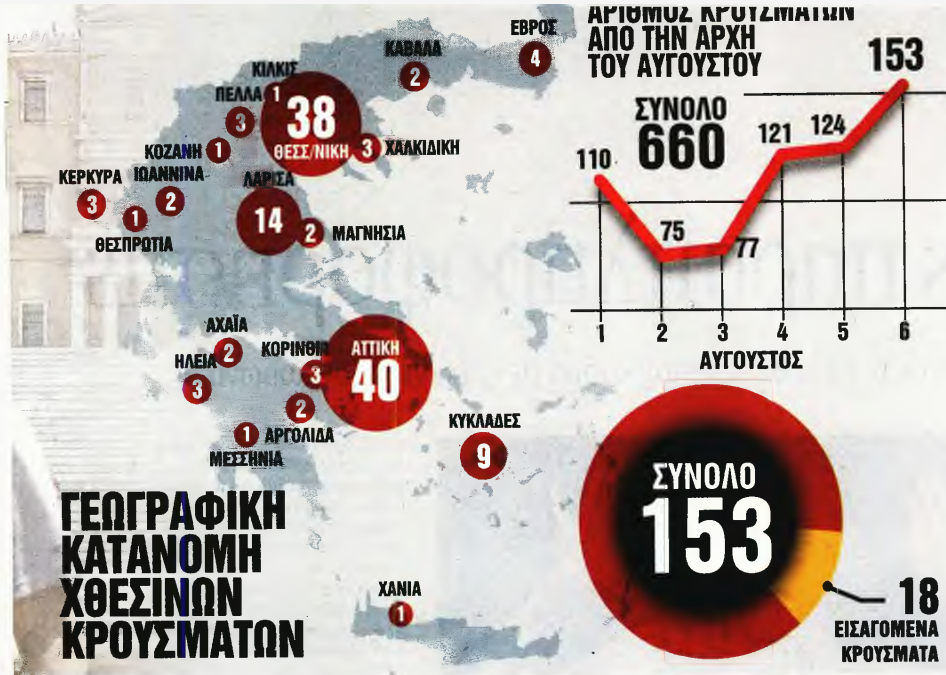 ΑΡΙΘΜΟΣ ΚΡΟΥΣΜΑΤΩΝ
ΑΠΟ ΤΗΝ ΑΡΧΗ
ΤΟΥ ΑΥΓΟΥΣΤΟΥ
ΣΥΝΟΛΟ
660
110
75
77
121
124
153
1
2
3
4
5
6
ΑΥΓΟΥΣΤΟΣ
ΕΒΡΟΣ
4
ΚΑΒΑΛΑ
2
ΚΙΛΚΙΣ
1
ΠΕΛΛΑ
3
38
ΘΕΣΣ/ΝΙΚΗ
3 ΧΑΛΚΙΔΙΚΗ
ΚΟΖΑΝΗ
1
ΚΕΡΚΥΡΑ
3
ΙΩΑΝΝΙΝΑ
2
1
ΘΕΣΠΡΩΤΙΑ
ΛΑΡΙΣΑ
14
2 ΜΑΓΝΗΣΙΑ
ΑΧΑΪΑ
2
ΗΛΕΙΑ
3
ΚΟΡΙΝΘΙΑ
3
ΑΤΤΙΚΗ
40
2
ΑΡΓΟΛΙΔΑ
1
ΜΕΣΣΗΝΙΑ
ΚΥΚΛΑΔΕΣ
9
ΧΑΝΙΑ
1
ΓΕΩΓΡΑΦΙΚΗ
ΚΑΤΑΝΟΜΗ
ΧΘΕΣΙΝΩΝ
ΚΡΟΥΣΜΑΤΩΝ
ΣΥΝΟΛΟ
153
18
ΕΙΣΑΓΟΜΕΝΑ
ΚΡΟΥΣΜΑΤΑ